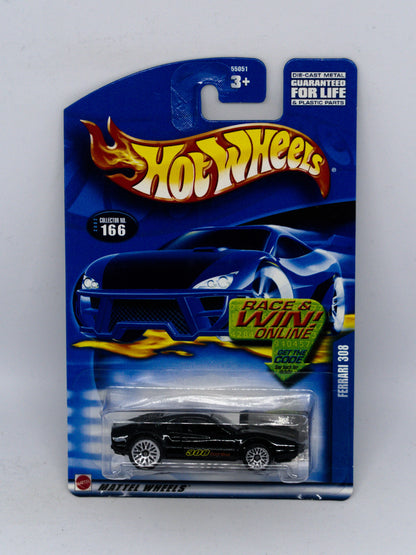 55051
3+
DIE-CAST METAL
GUARANTEED
FOR LIFE
& PLASTIC PARTS
HOT WHEELS
2002
COLLECTOR NO.
166
RACE &
WIN!
ONLINE
GET THE
CODE
FERRARI 308
308
MATTEL WHEELS